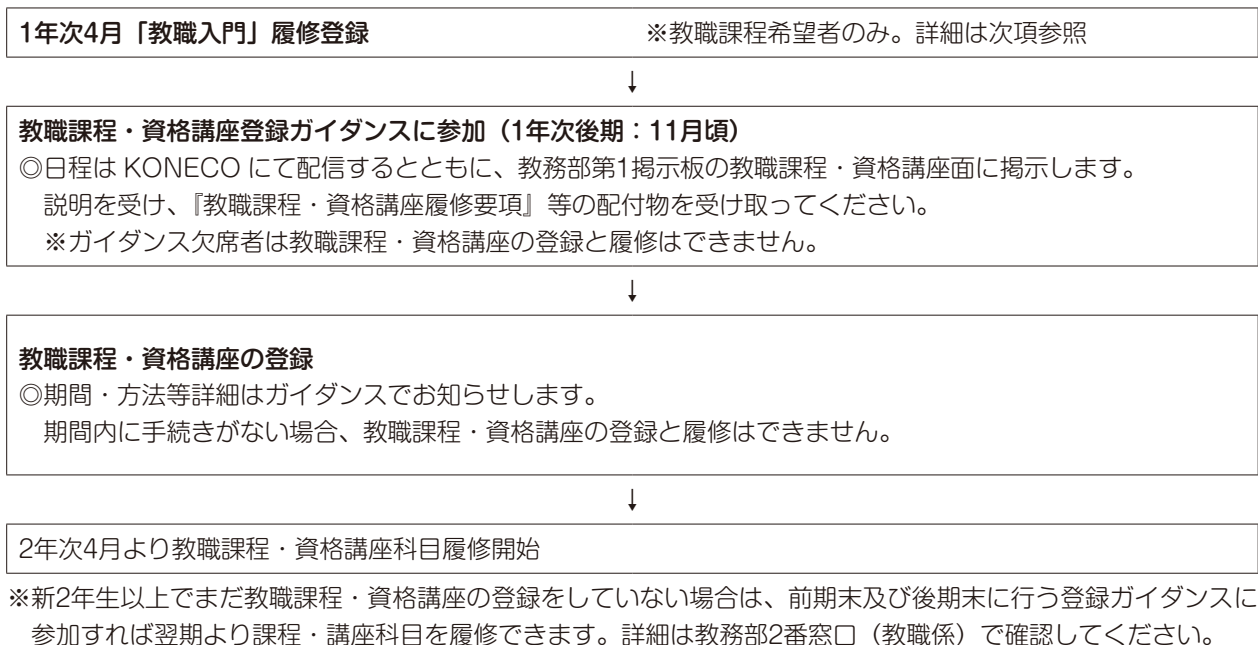 1年次4月「教職入門」履修登録　※教職課程希望者のみ。詳細は次項参照
↓
教職課程・資格講座登録ガイダンスに参加（1年次後期：11月頃）
◎日程は KONECO にて配信するとともに、教務部第1掲示板の教職課程・資格講座面に掲示します。
説明を受け、『教職課程・資格講座履修要項』等の配付物を受け取ってください。
※ガイダンス欠席者は教職課程・資格講座の登録と履修はできません。
↓
教職課程・資格講座の登録
◎期間・方法等詳細はガイダンスでお知らせします。
期間内に手続きがない場合、教職課程・資格講座の登録と履修はできません。
↓
2年次4月より教職課程・資格講座科目履修開始
※新2年生以上でまだ教職課程・資格講座の登録をしていない場合は、前期末及び後期末に行う登録ガイダンスに
参加すれば翌期より課程・講座科目を履修できます。詳細は教務部2番窓口（教職係）で確認してください。